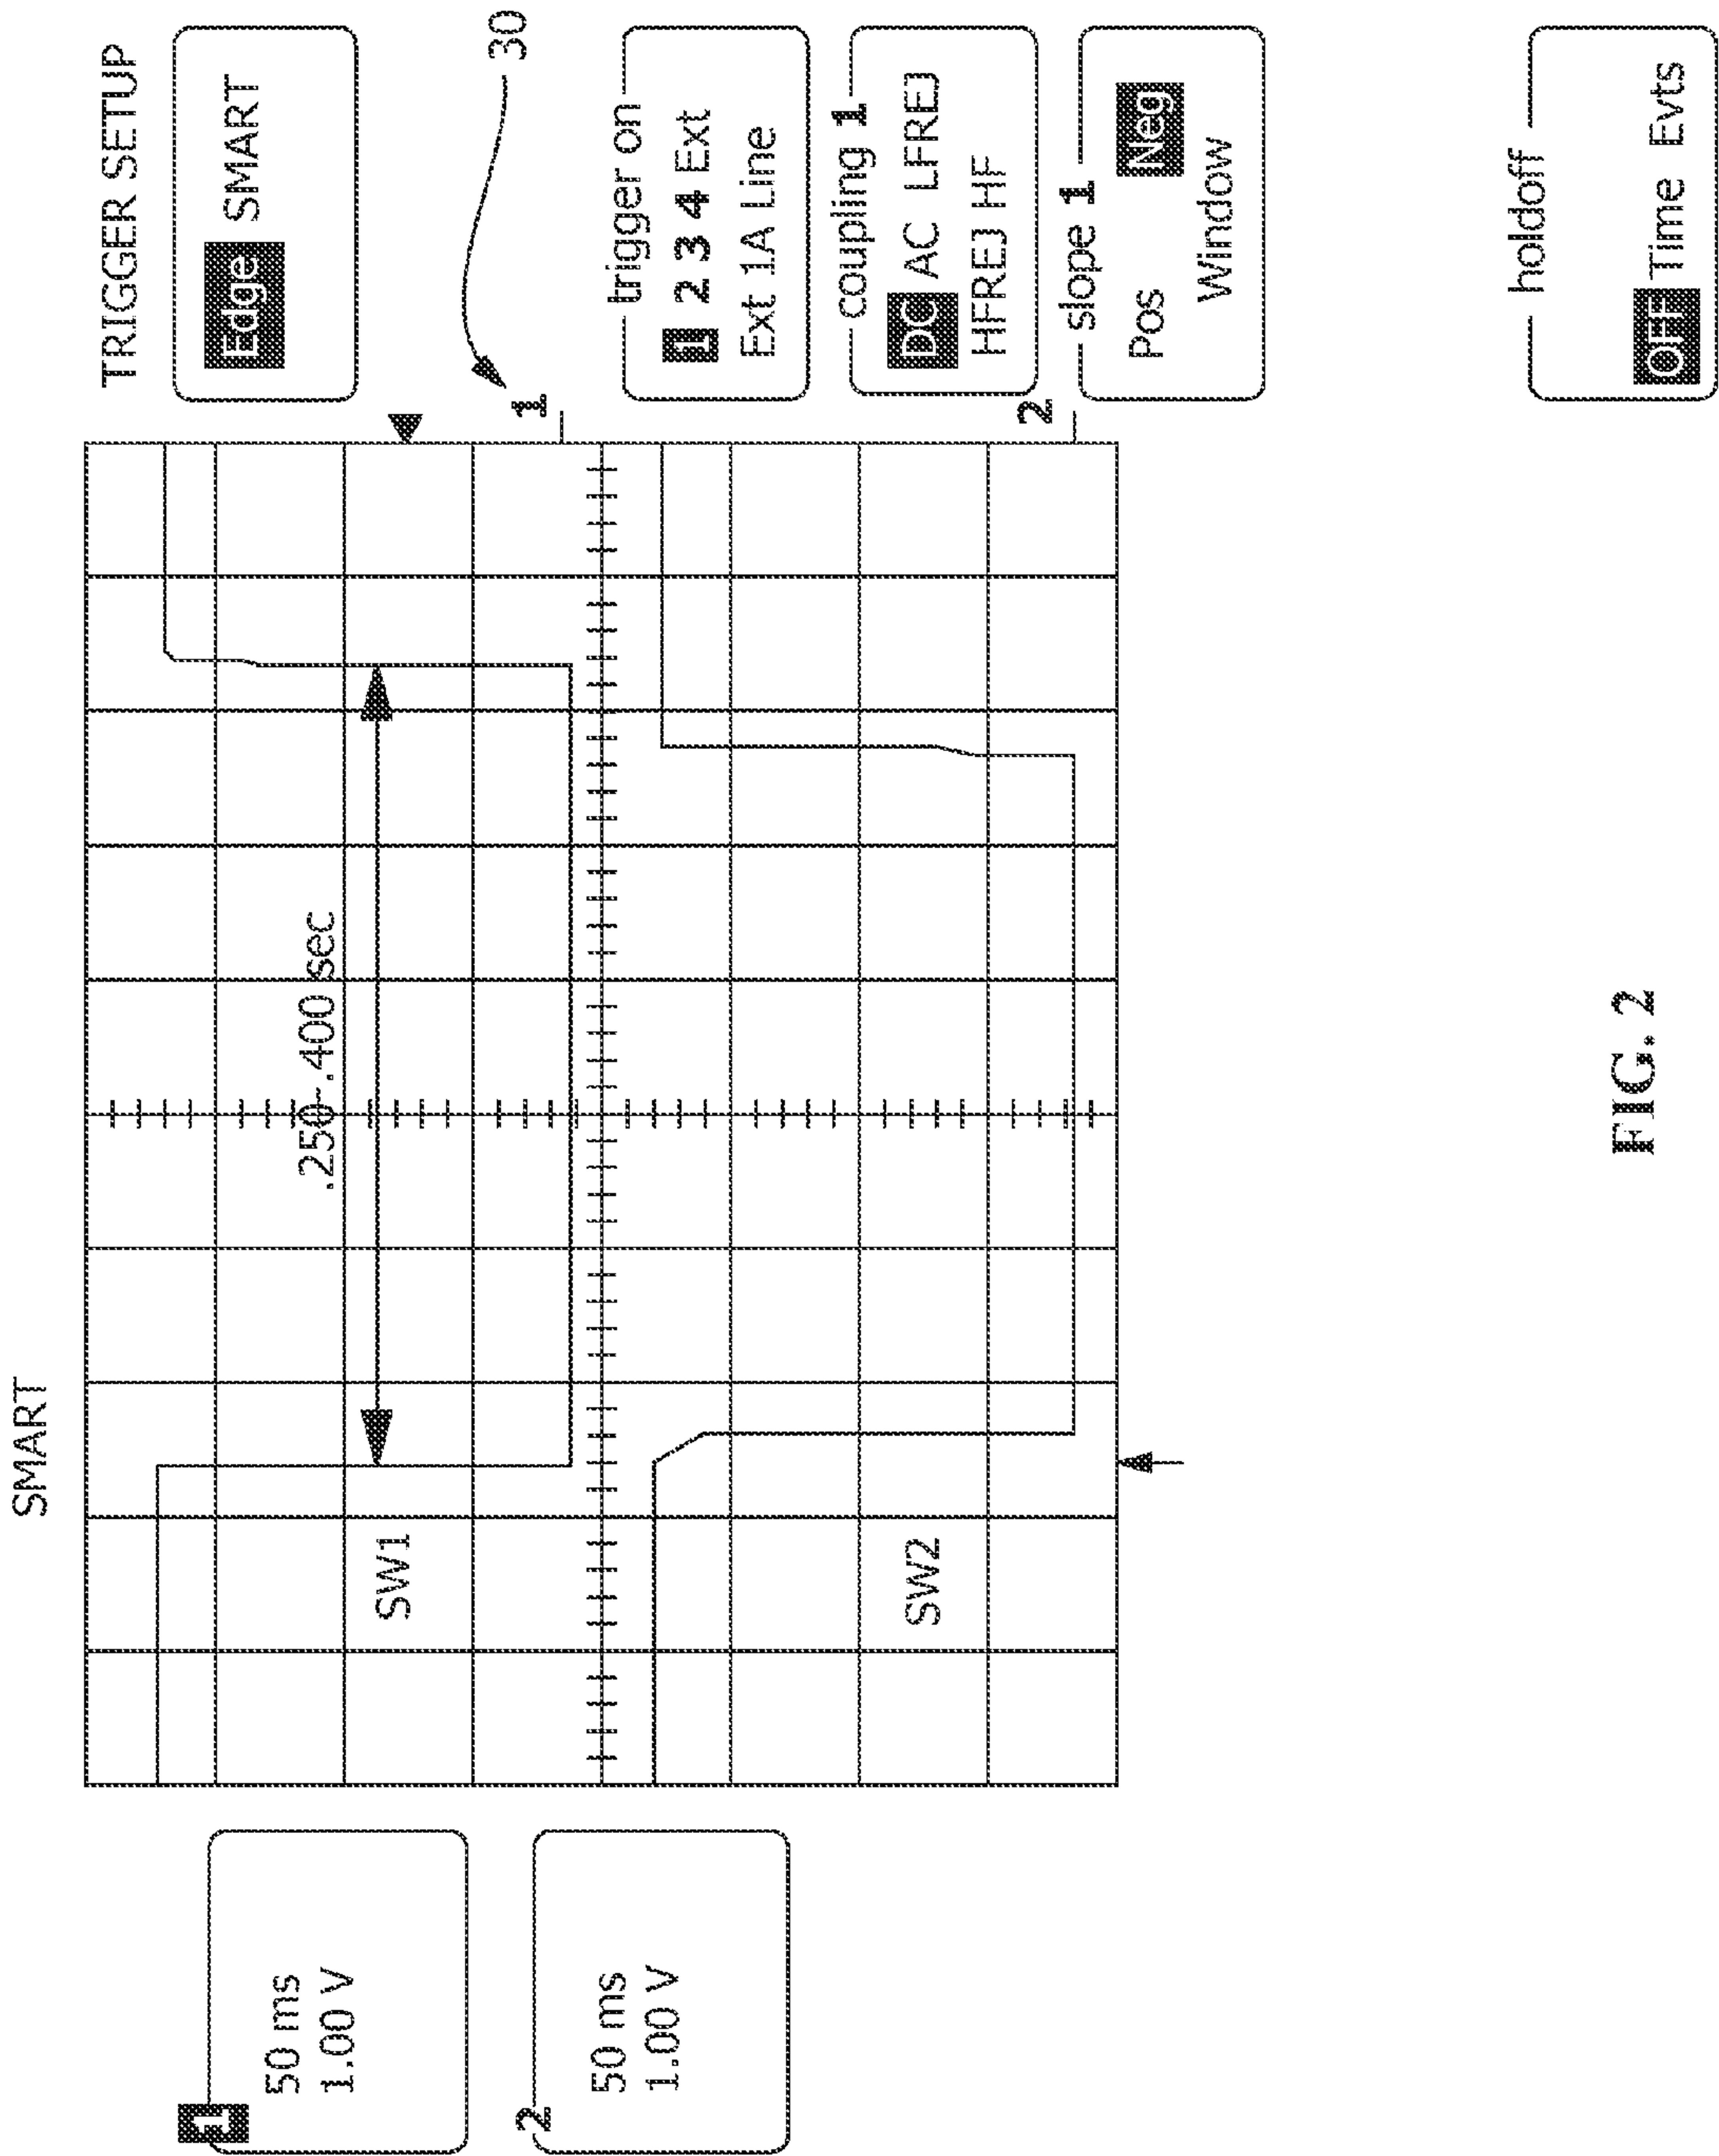 SMART
TRIGGER SETUP
Edge SMART
30
1
trigger on
1 2 3 4 Ext
Ext 1A Line
coupling 1
DC AC LFREJ
HFREJ HF
slope 1
Pos Neg
Window
2
holdoff
OFF Time Evts
.250-.400 sec
SW1
SW2
1
50 ms
1.00 V
2
50 ms
1.00 V
FIG. 2